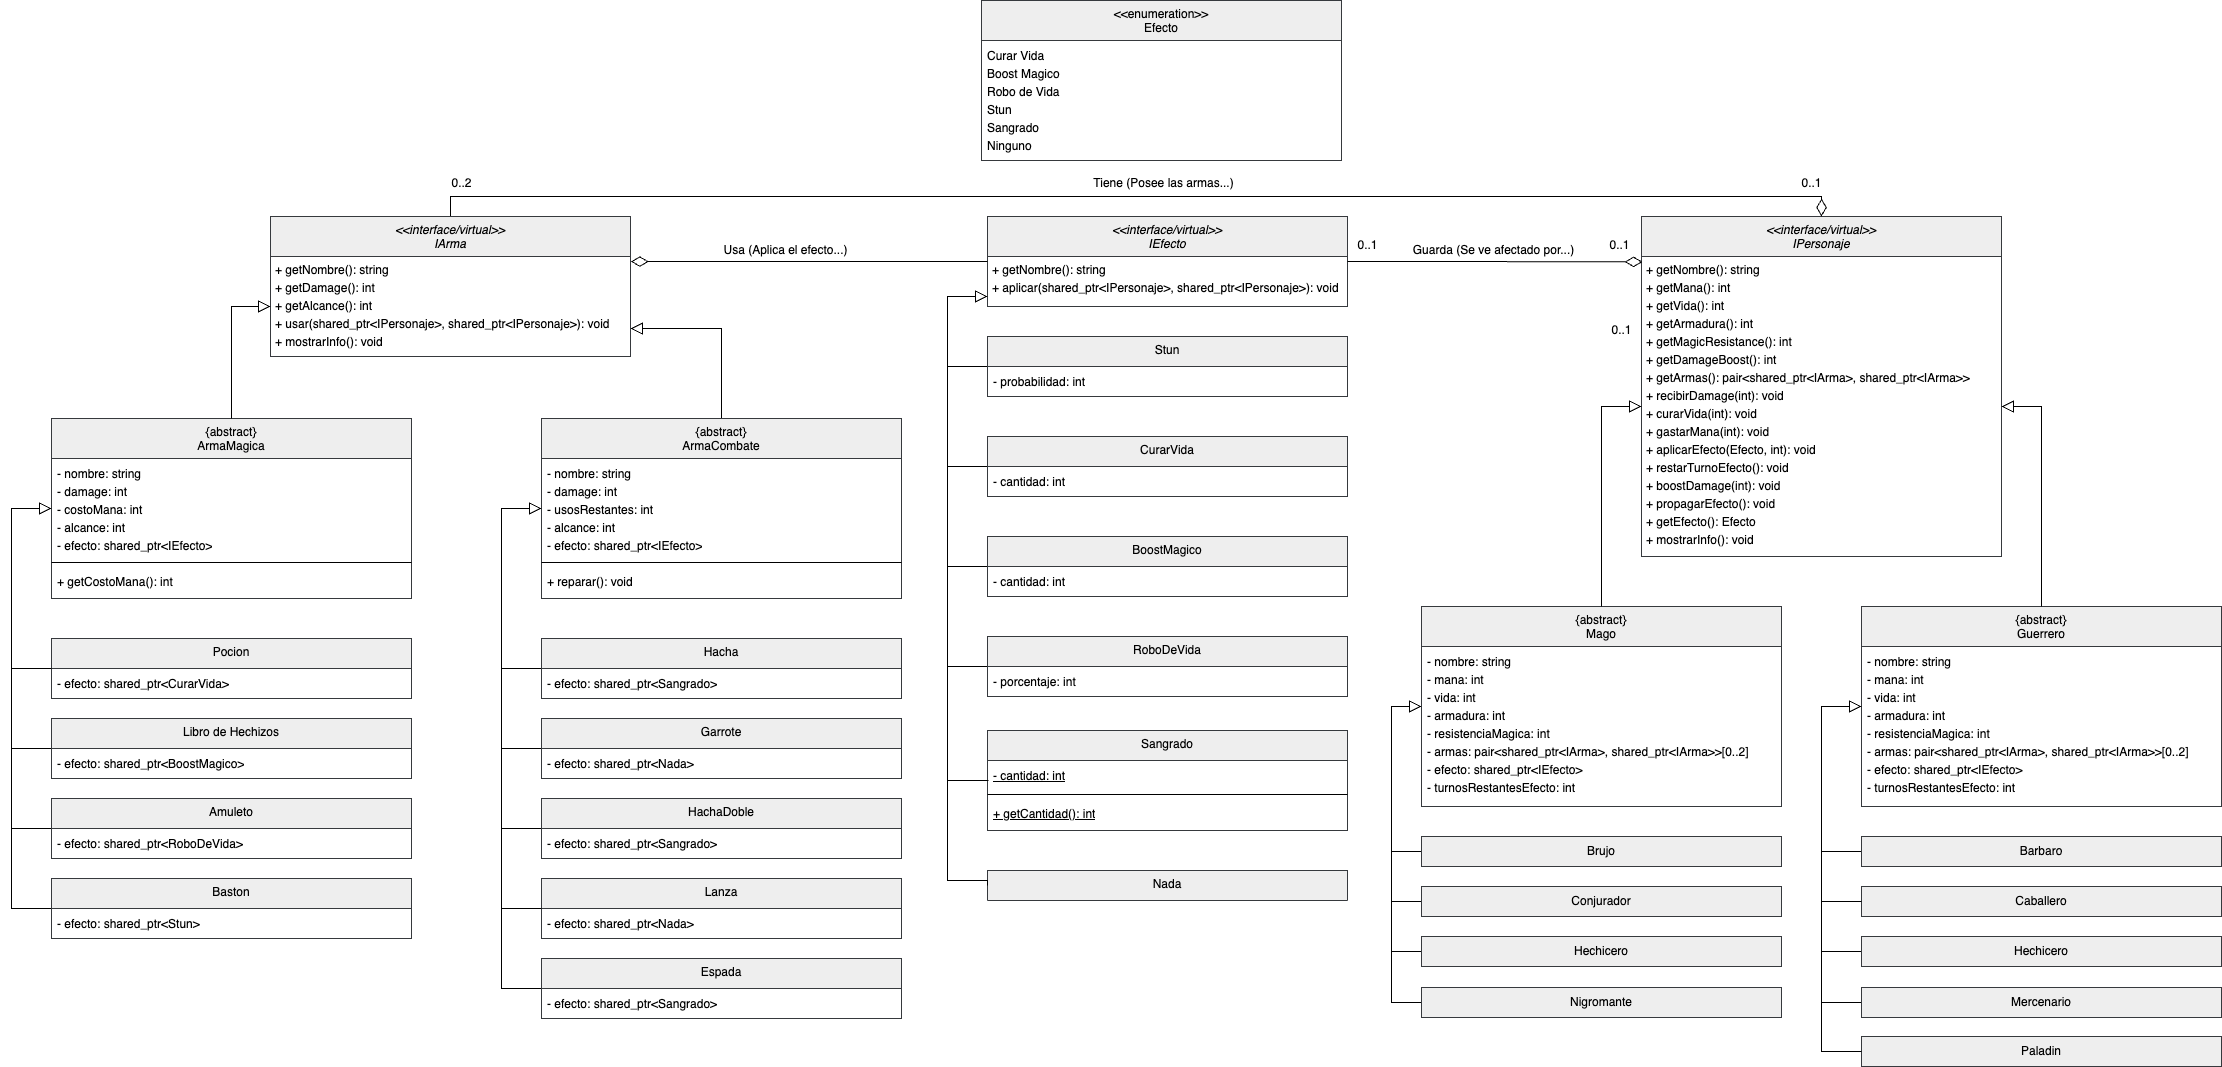 <<enumeration>>
Efecto
Curar Vida
Boost Magico
Robo de Vida
Stun
Sangrado
Ninguno
0..2
Tiene (Posee las armas...)
0..1
<<interface/virtual>>
IArma
+ getNombre(): string
+ getDamage(): int
+ getAlcance(): int
+ usar(shared_ptr<IPersonaje>, shared_ptr<IPersonaje>): void
+ mostrarInfo(): void
Usa (Aplica el efecto...)
<<interface/virtual>>
IEfecto
+ getNombre(): string
+ aplicar(shared_ptr<IPersonaje>, shared_ptr<IPersonaje>): void
0..1
Guarda (Se ve afectado por...)
0..1
0..1
<<interface/virtual>>
IPersonaje
+ getNombre(): string
+ getMana(): int
+ getVida(): int
+ getArmadura(): int
+ getMagicResistance(): int
+ getDamageBoost(): int
+ getArmas(): pair<shared_ptr<IArma>, shared_ptr<IArma>>
+ recibirDamage(int): void
+ curarVida(int): void
+ gastarMana(int): void
+ aplicarEfecto(Efecto, int): void
+ restarTurnoEfecto(): void
+ boostDamage(int): void
+ propagarEfecto(): void
+ getEfecto(): Efecto
+ mostrarInfo(): void
{abstract}
ArmaMagica
- nombre: string
- damage: int
- costoMana: int
- alcance: int
- efecto: shared_ptr<IEfecto>
+ getCostoMana(): int
Pocion
- efecto: shared_ptr<CurarVida>
Libro de Hechizos
- efecto: shared_ptr<BoostMagico>
Amuleto
- efecto: shared_ptr<RoboDeVida>
Baston
- efecto: shared_ptr<Stun>
{abstract}
ArmaCombate
- nombre: string
- damage: int
- usosRestantes: int
- alcance: int
- efecto: shared_ptr<IEfecto>
+ reparar(): void
Hacha
- efecto: shared_ptr<Sangrado>
Garrote
- efecto: shared_ptr<Nada>
HachaDoble
- efecto: shared_ptr<Sangrado>
Lanza
- efecto: shared_ptr<Nada>
Espada
- efecto: shared_ptr<Sangrado>
Stun
- probabilidad: int
CurarVida
- cantidad: int
BoostMagico
- cantidad: int
RoboDeVida
- porcentaje: int
Sangrado
- cantidad: int
+ getCantidad(): int
Nada
{abstract}
Mago
- nombre: string
- mana: int
- vida: int
- armadura: int
- resistenciaMagica: int
- armas: pair<shared_ptr<IArma>, shared_ptr<IArma>>[0..2]
- efecto: shared_ptr<IEfecto>
- turnosRestantesEfecto: int
Brujo
Conjurador
Hechicero
Nigromante
{abstract}
Guerrero
- nombre: string
- mana: int
- vida: int
- armadura: int
- resistenciaMagica: int
- armas: pair<shared_ptr<IArma>, shared_ptr<IArma>>[0..2]
- efecto: shared_ptr<IEfecto>
- turnosRestantesEfecto: int
Barbaro
Caballero
Hechicero
Mercenario
Paladin